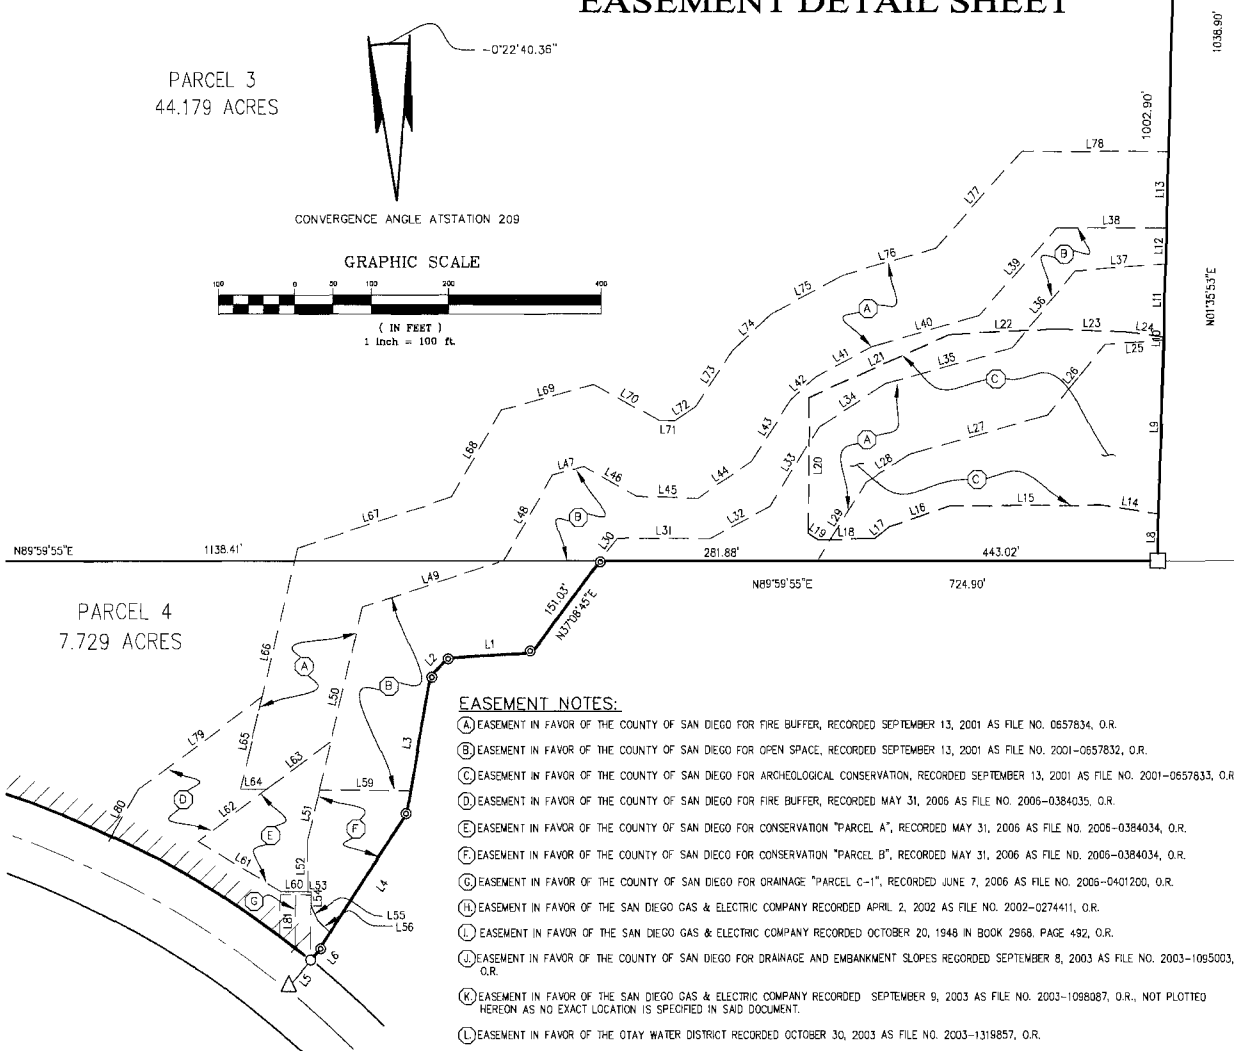 EASEMENT DETAIL SHEET
1038.90'
-0°22'40.36"
PARCEL 3
44.179 ACRES
1002.90'
CONVERGENCE ANGLE ATSTATION 209
GRAPHIC SCALE
100 0 50 100 200 400
( IN FEET )
1 inch = 100 ft.
L78
L77
L13
L76
L38
L12
B
L39
L37
L75
L36
L11
N01°35'53"E
A
L74
L40
L22
L23
L24
L10
L41
L21
L35
L25
L73
L42
C
L26
L69
L70
L72
L34
L71
L43
L27
L9
L68
A
L20
L28
L47
L46
L44
L33
C
L45
L15
L14
L67
L48
B
L32
L29
L16
L31
L19
L18
L17
L30
L8
N89°59'55"E
1138.41'
281.88'
443.02'
N89°59'55"E
724.90'
L49
PARCEL 4
7.729 ACRES
151.03'
N37°08'45"E
L66
A
L1
L2
L50
B
L79
L3
L65
L63
L64
L59
L80
D
L62
L51
E
F
L61
L52
L60
L53
L4
G
L54
L81
L55
L56
L6
L5
EASEMENT NOTES:
A. EASEMENT IN FAVOR OF THE COUNTY OF SAN DIEGO FOR FIRE BUFFER, RECORDED SEPTEMBER 13, 2001 AS FILE NO. 0657834, O.R.
B. EASEMENT IN FAVOR OF THE COUNTY OF SAN DIEGO FOR OPEN SPACE, RECORDED SEPTEMBER 13, 2001 AS FILE NO. 2001-0657832, O.R.
C. EASEMENT IN FAVOR OF THE COUNTY OF SAN DIEGO FOR ARCHEOLOGICAL CONSERVATION, RECORDED SEPTEMBER 13, 2001 AS FILE NO. 2001-0657833, O.R
D. EASEMENT IN FAVOR OF THE COUNTY OF SAN DIEGO FOR FIRE BUFFER, RECORDED MAY 31, 2006 AS FILE NO. 2006-0384035, O.R.
E. EASEMENT IN FAVOR OF THE COUNTY OF SAN DIEGO FOR CONSERVATION "PARCEL A", RECORDED MAY 31, 2006 AS FILE NO. 2006-0384034, O.R.
F. EASEMENT IN FAVOR OF THE COUNTY OF SAN DIEGO FOR CONSERVATION "PARCEL B", RECORDED MAY 31, 2006 AS FILE NO. 2006-0384034, O.R.
G. EASEMENT IN FAVOR OF THE COUNTY OF SAN DIEGO FOR DRAINAGE "PARCEL C-1", RECORDED JUNE 7, 2006 AS FILE NO. 2006-0401200, O.R.
H. EASEMENT IN FAVOR OF THE SAN DIEGO GAS & ELECTRIC COMPANY RECORDED APRIL 2, 2002 AS FILE NO. 2002-0274411, O.R.
I. EASEMENT IN FAVOR OF THE SAN DIEGO GAS & ELECTRIC COMPANY RECORDED OCTOBER 20, 1948 IN BOOK 2968, PAGE 492, O.R.
J. EASEMENT IN FAVOR OF THE COUNTY OF SAN DIEGO FOR DRAINAGE AND EMBANKMENT SLOPES RECORDED SEPTEMBER 8, 2003 AS FILE NO. 2003-1095003,
O.R.
K. EASEMENT IN FAVOR OF THE SAN DIEGO GAS & ELECTRIC COMPANY RECORDED SEPTEMBER 9, 2003 AS FILE NO. 2003-1098087, O.R., NOT PLOTTED
HEREON AS NO EXACT LOCATION IS SPECIFIED IN SAID DOCUMENT.
L. EASEMENT IN FAVOR OF THE OTAY WATER DISTRICT RECORDED OCTOBER 30, 2003 AS FILE NO. 2003-1319857, O.R.